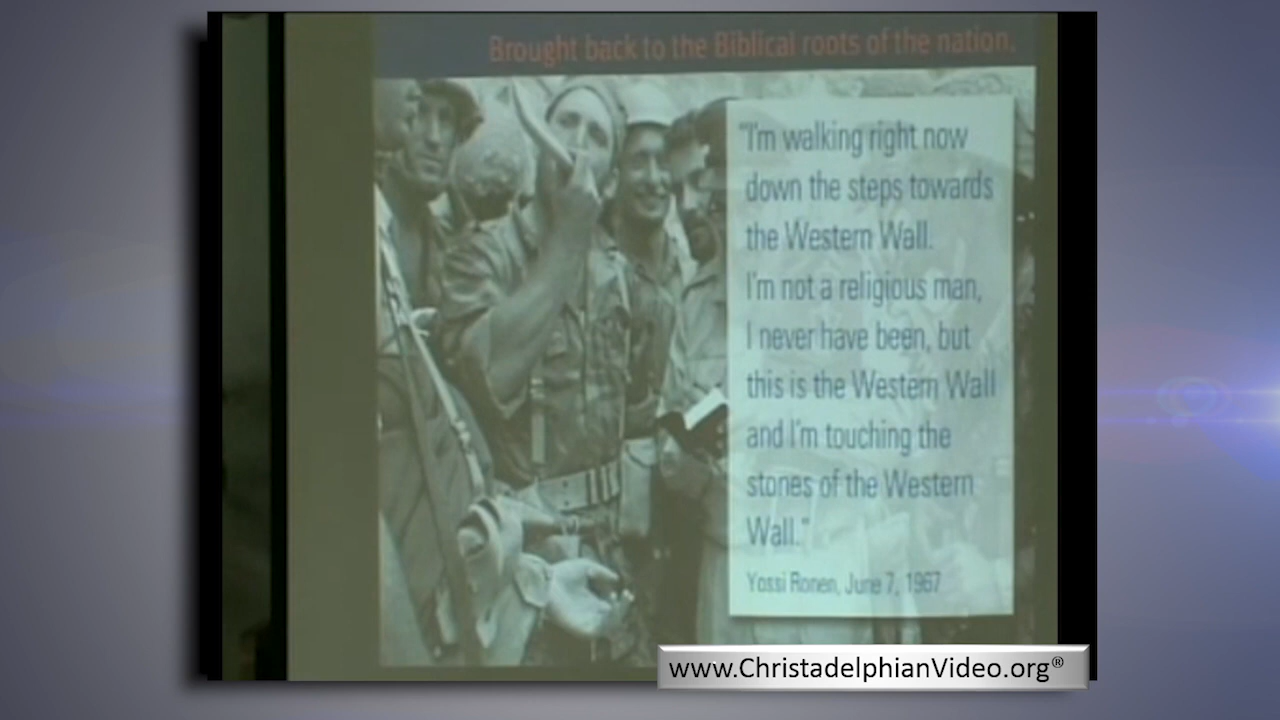 Brought back to the Biblical roots of the nation.
"I'm walking right now
down the steps towards
the Western Wall.
I'm not a religious man,
I never have been, but
this is the Western Wall
and I'm touching the
stones of the Western
Wall."
Yossi Ronen, June 7, 1967
www.ChristadelphianVideo.org®